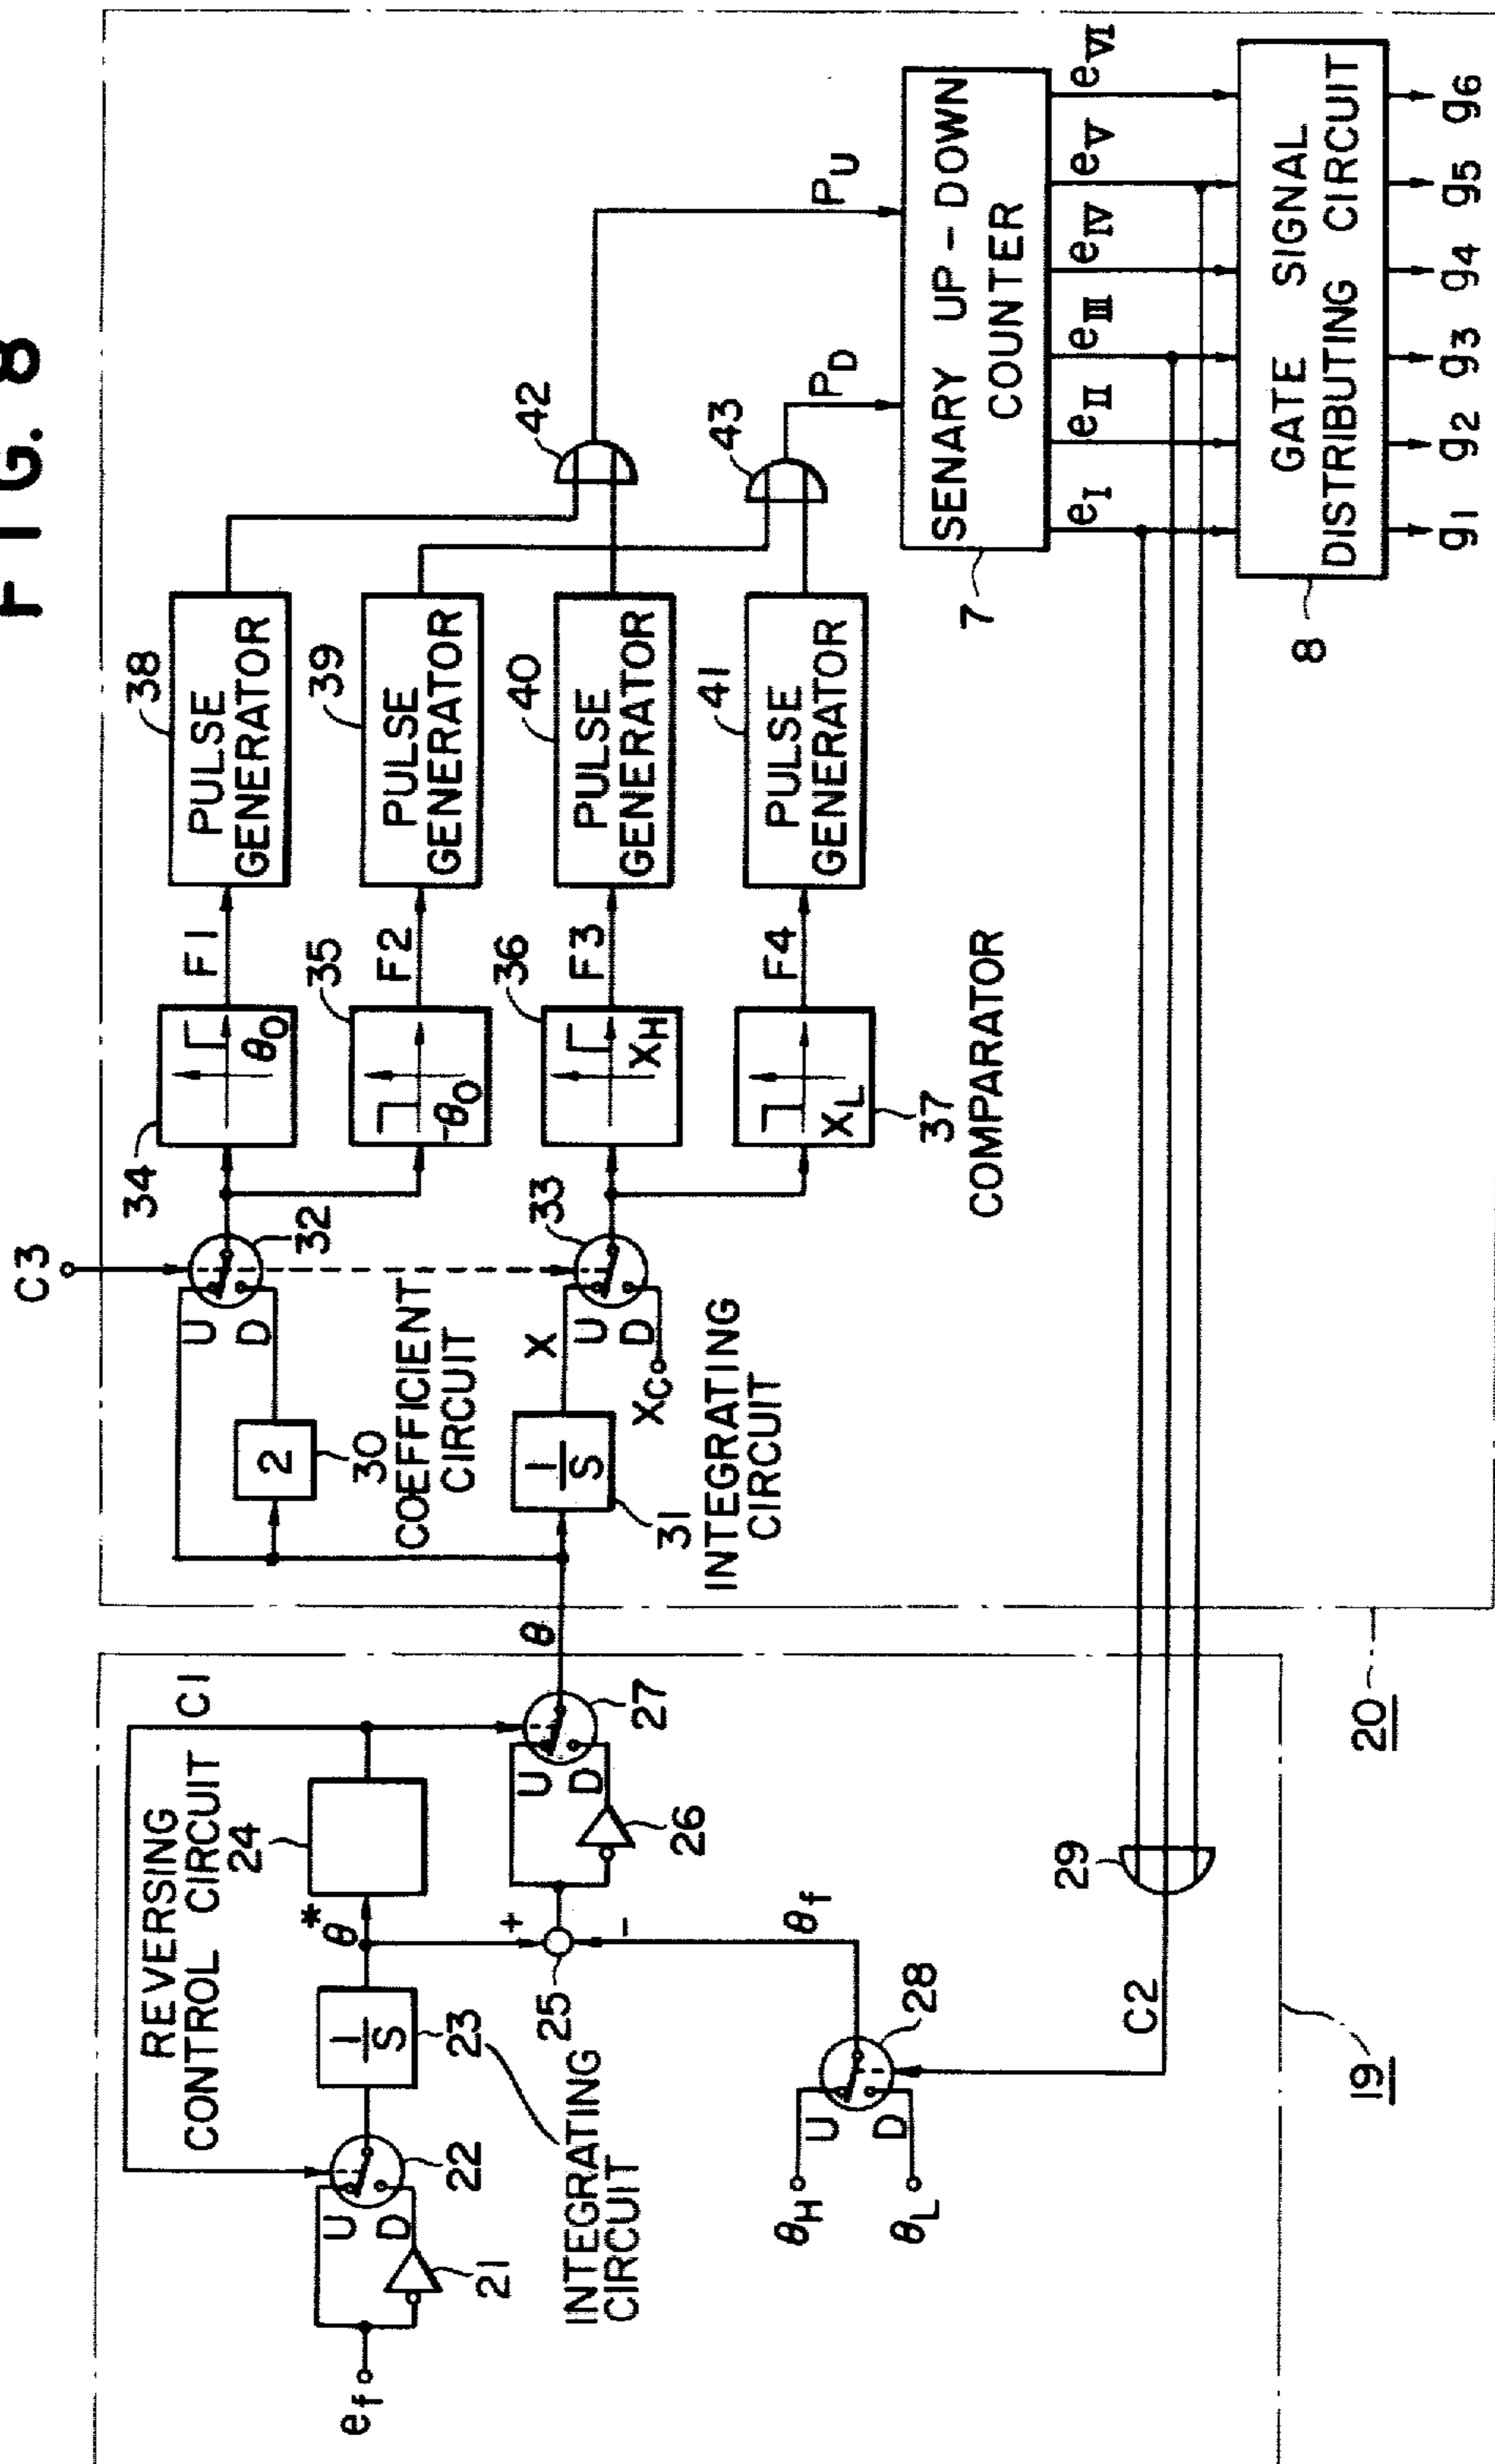 FIG. 8
C3
REVERSING
CONTROL CIRCUIT
24
C1
θ*
ef
U
D
21
22
1/S
23
INTEGRATING
CIRCUIT
25
+
-
U
D
26
27
θ
θf
θH
θL
U
D
28
C2
29
19
20
2
30
COEFFICIENT
CIRCUIT
U
D
32
1/S
31
INTEGRATING
CIRCUIT
X
U
D
XC
33
34
θO
35
-θO
36
XH
37
XL
COMPARATOR
F1
F2
F3
F4
38
PULSE
GENERATOR
39
PULSE
GENERATOR
40
PULSE
GENERATOR
41
PULSE
GENERATOR
42
43
PU
PD
SENARY UP-DOWN
COUNTER
7
eI
eII
eIII
eIV
eV
eVI
GATE SIGNAL
DISTRIBUTING CIRCUIT
8
g1
g2
g3
g4
g5
g6